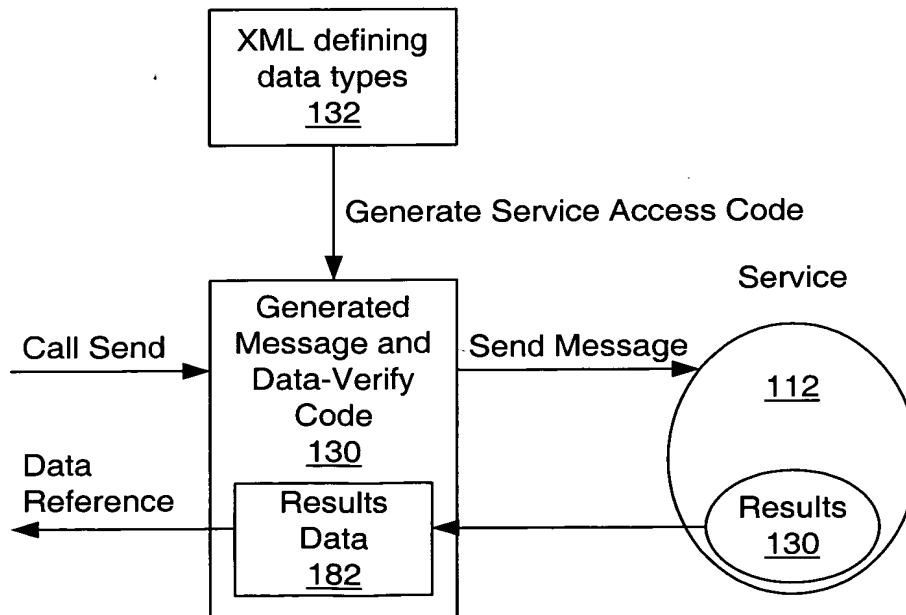 XML defining
data types
132
Generate Service Access Code
Service
Call Send
Generated
Message and
Data-Verify
Code
130
Send Message
112
Data
Reference
Results
Data
182
Results
130